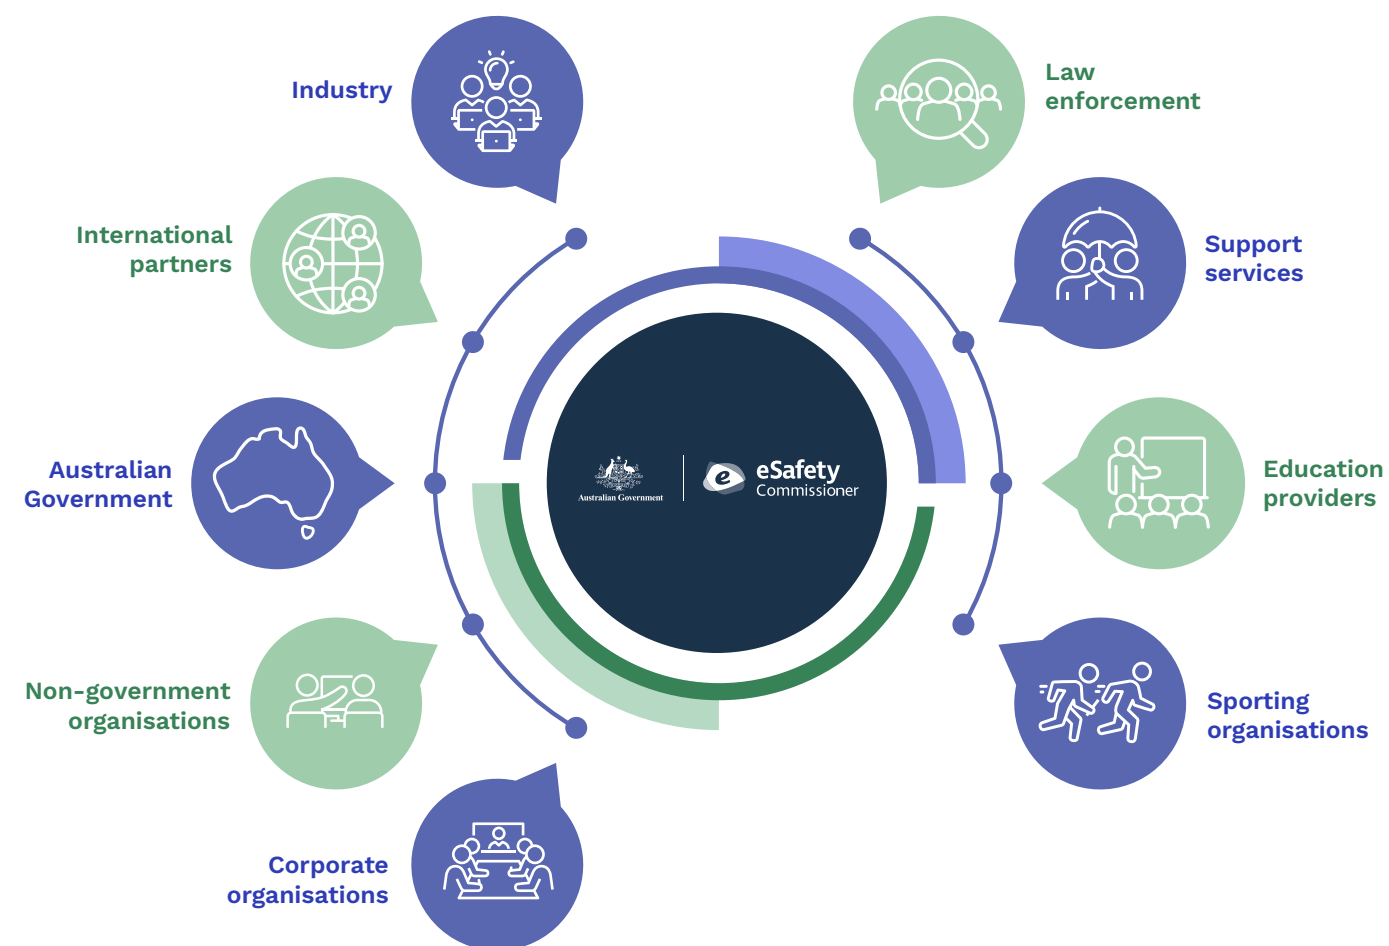 Industry
Law
enforcement
International
partners
Support
services
Australian
Government
Australian Government
eSafety
Commissioner
Education
providers
Non-government
organisations
Sporting
organisations
Corporate
organisations